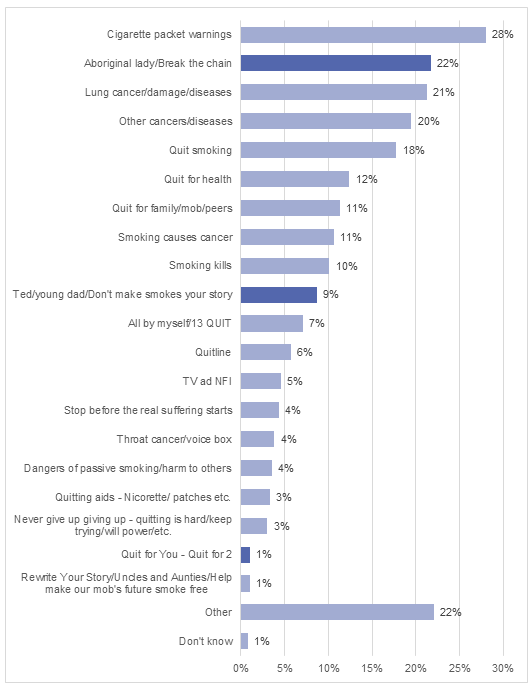 Cigarette packet warnings 28%
Aboriginal lady/Break the chain 22%
Lung cancer/damage/diseases 21%
Other cancers/diseases 20%
Quit smoking 18%
Quit for health 12%
Quit for family/mob/peers 11%
Smoking causes cancer 11%
Smoking kills 10%
Ted/young dad/Don't make smokes your story 9%
All by myself/13 QUIT 7%
Quitline 6%
TV ad NFI 5%
Stop before the real suffering starts 4%
Throat cancer/voice box 4%
Dangers of passive smoking/harm to others 4%
Quitting aids - Nicorette/ patches etc. 3%
Never give up giving up - quitting is hard/keep
trying/will power/etc. 3%
Quit for You - Quit for 2 1%
Rewrite Your Story/Uncles and Aunties/Help
make our mob's future smoke free 1%
Other 22%
Don't know 1%
0% 5% 10% 15% 20% 25% 30%